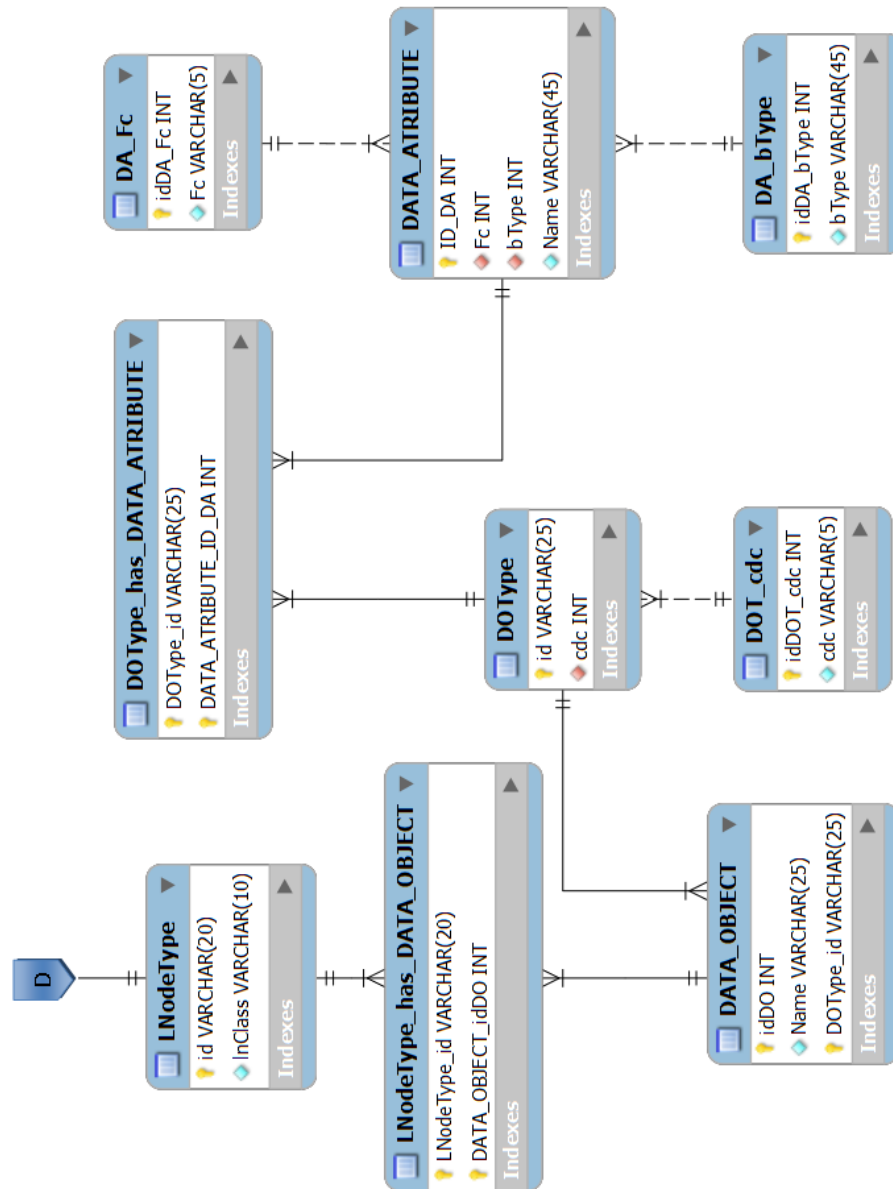 D
LNodeType
id VARCHAR(20)
lnClass VARCHAR(10)
Indexes
DOType_has_DATA_ATRIBUTE
DOType_id VARCHAR(25)
DATA_ATRIBUTE_ID_DA INT
Indexes
DA_Fc
idDA_Fc INT
Fc VARCHAR(5)
Indexes
LNodeType_has_DATA_OBJECT
LNodeType_id VARCHAR(20)
DATA_OBJECT_idDO INT
Indexes
DOType
id VARCHAR(25)
cdc INT
Indexes
DATA_ATRIBUTE
ID_DA INT
Fc INT
bType INT
Name VARCHAR(45)
Indexes
DATA_OBJECT
idDO INT
Name VARCHAR(25)
DOType_id VARCHAR(25)
Indexes
DOT_cdc
idDOT_cdc INT
cdc VARCHAR(5)
Indexes
DA_bType
idDA_bType INT
bType VARCHAR(45)
Indexes